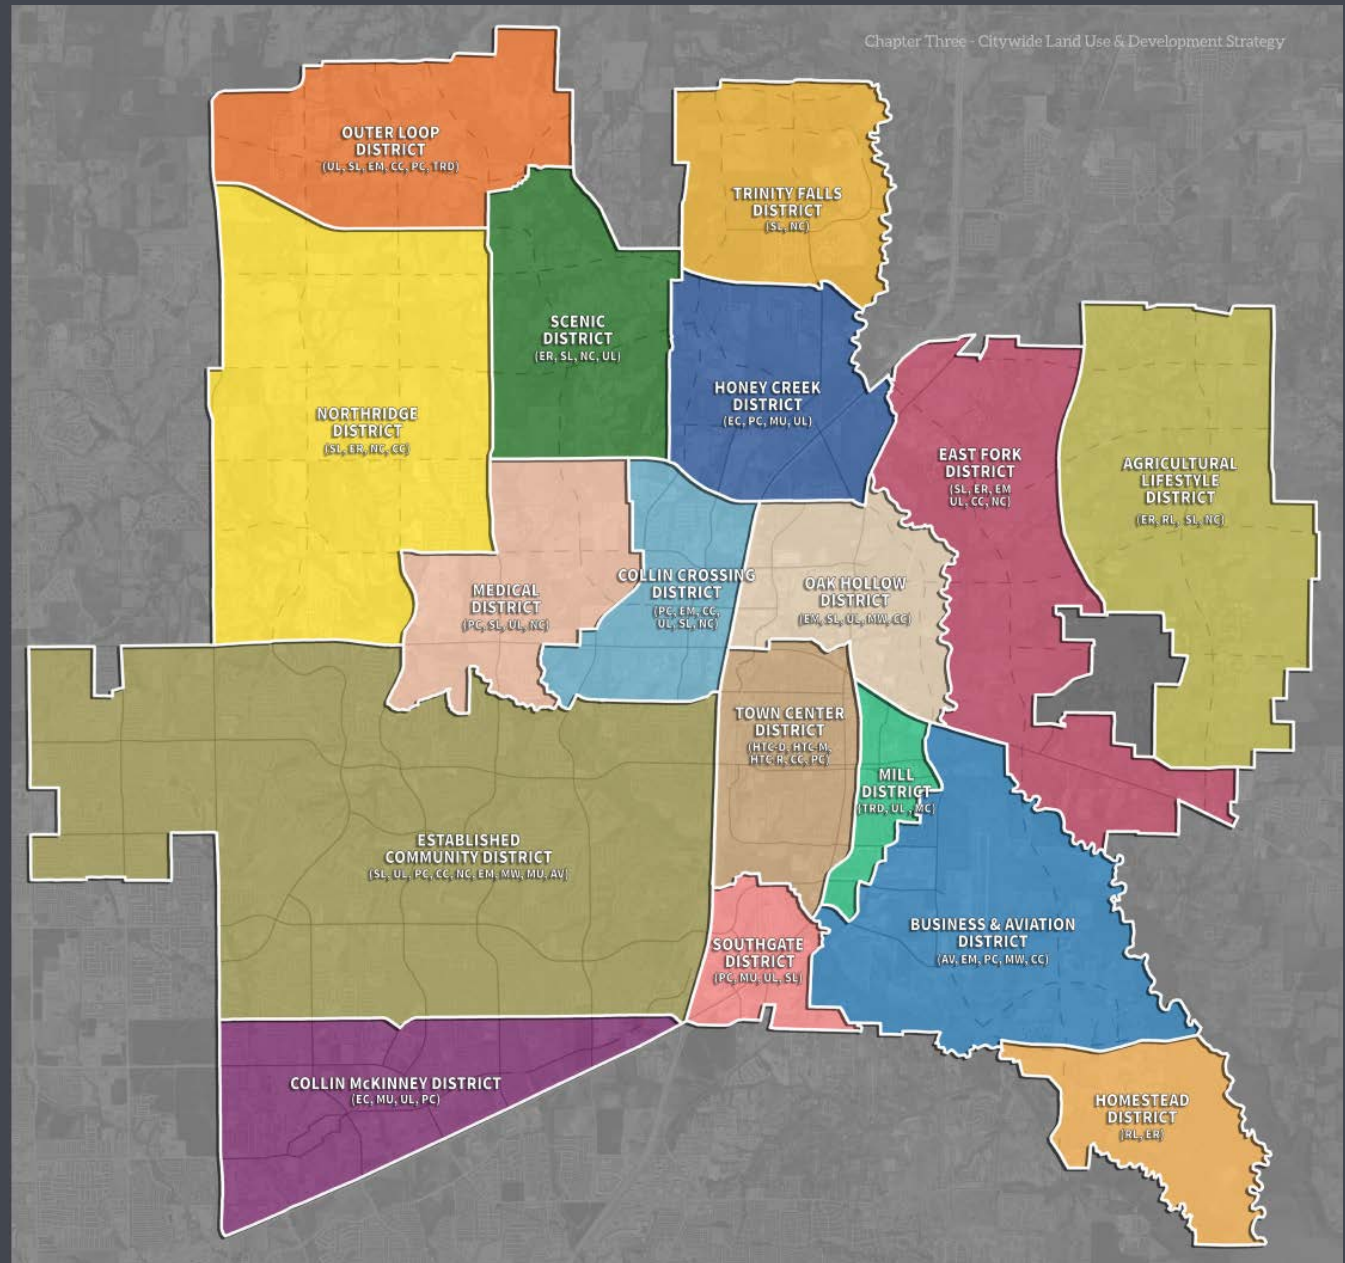 Chapter Three - Citywide Land Use & Development Strategy
OUTER LOOP
DISTRICT
(UL, SL, EM, CC, PC, TRD)
TRINITY FALLS
DISTRICT
(SL, NC)
SCENIC
DISTRICT
(ER, SL, NC, UL)
HONEY CREEK
DISTRICT
(EC, PC, MU, UL)
NORTHRIDGE
DISTRICT
(SL, ER, NC, CC)
EAST FORK
DISTRICT
(SL, ER, EM
UL, CC, NC)
AGRICULTURAL
LIFESTYLE
DISTRICT
(ER, RL, SL, NC)
MEDICAL
DISTRICT
(PC, SL, UL, NC)
COLLIN CROSSING
DISTRICT
(PC, EM, CC,
UL, SL, NC)
OAK HOLLOW
DISTRICT
(EM, SL, UL, MW, CC)
TOWN CENTER
DISTRICT
(HTC-D, HTC-M,
HTC-R, CC, PC)
MILL
DISTRICT
(TRD, UL, MC)
ESTABLISHED
COMMUNITY DISTRICT
(SL, UL, PC, CC, NC, EM, MW, MU, AV)
BUSINESS & AVIATION
DISTRICT
(AV, EM, PC, MW, CC)
SOUTHGATE
DISTRICT
(PC, MU, UL, SL)
COLLIN McKINNEY DISTRICT
(EC, MU, UL, PC)
HOMESTEAD
DISTRICT
(RL, ER)